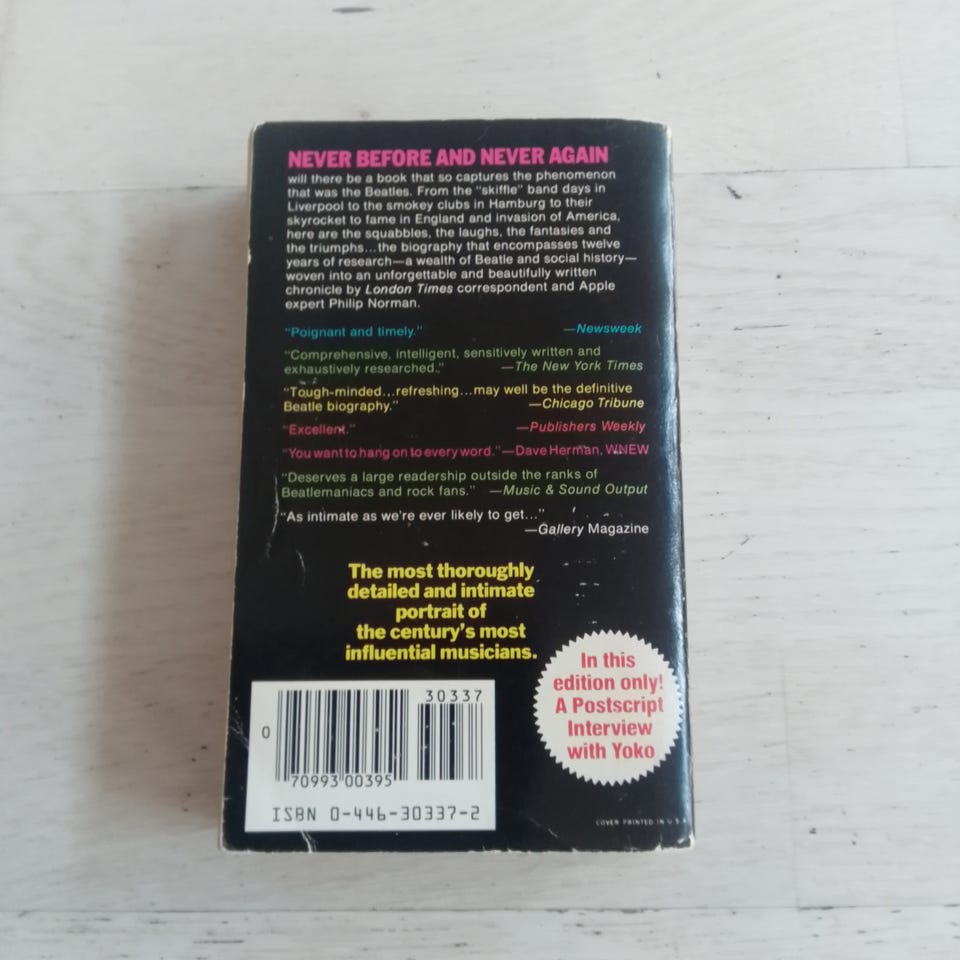 NEVER BEFORE AND NEVER AGAIN
will there be a book that so captures the phenomenon
that was the Beatles. From the "skiffle" band days in
Liverpool to the smokey clubs in Hamburg to their
skyrocket to fame in England and invasion of America,
here are the squabbles, the laughs, the fantasies and
the triumphs...the biography that encompasses twelve
years of research—a wealth of Beatle and social history—
woven into an unforgettable and beautifully written
chronicle by London Times correspondent and Apple
expert Philip Norman.
"Poignant and timely." —Newsweek
"Comprehensive, intelligent, sensitively written and
exhaustively researched." —The New York Times
"Tough-minded...refreshing...may well be the definitive
Beatle biography." —Chicago Tribune
"Excellent." —Publishers Weekly
"You want to hang on to every word." —Dave Herman, WNEW
"Deserves a large readership outside the ranks of
Beatlemaniacs and rock fans." —Music & Sound Output
"As intimate as we're ever likely to get..."
—Gallery Magazine
The most thoroughly
detailed and intimate
portrait of
the century's most
influential musicians.
In this
edition only!
A Postscript
Interview
with Yoko
30337
0
70993 00395
ISBN 0-446-30337-2
COVER PRINTED IN U.S.A.